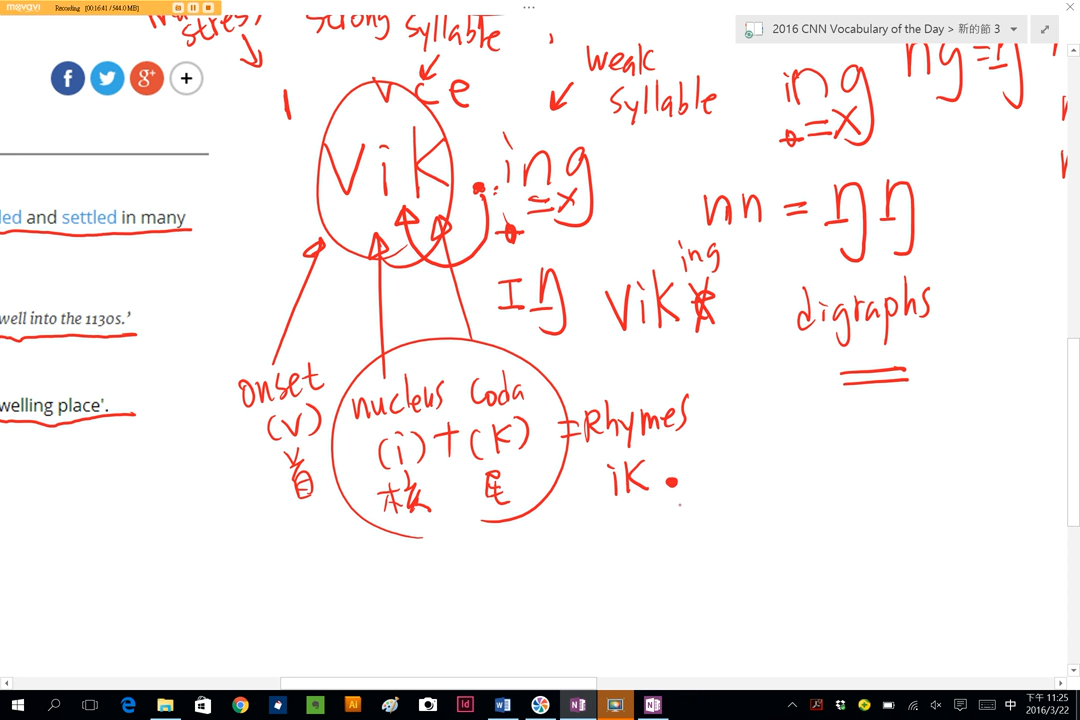 movavi
Recording [00:16:41 / 544.0 MB]
2016 CNN Vocabulary of the Day > 新的節 3
stress
strong syllable
weak
syllable
f
g+
+
I
v c e
vik
ing
= x
ing
= x
ng = ŋ
nn = ŋŋ
Iŋ
vik
ing
digraphs
led and settled in many
well into the 1130s.’
welling place'.
onset
(v)
首
nucleus coda
(i) + (k)
核 尾
= Rhymes
ik
中
下午 11:25
2016/3/22